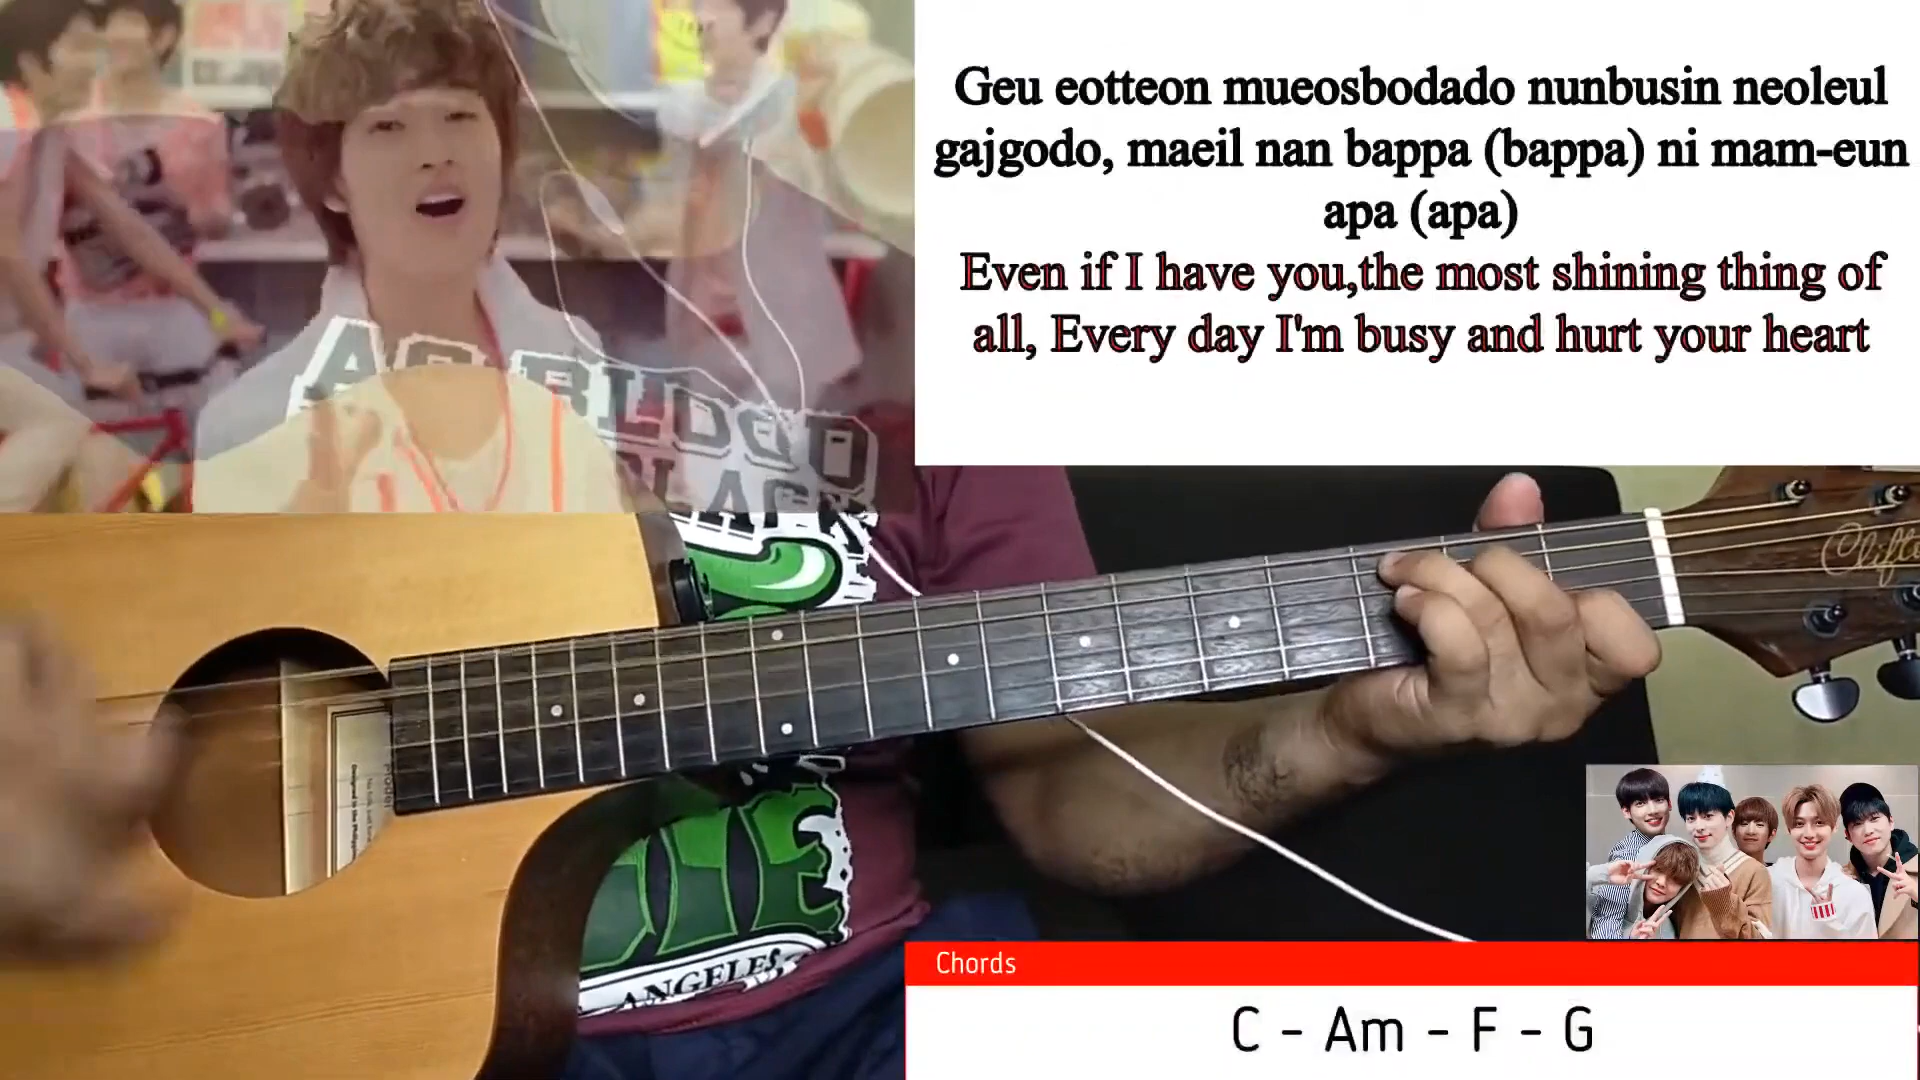 Geu eotteon mueosbodado nunbusin neoleul
gajgodo, maeil nan bappa (bappa) ni mam-eun
apa (apa)
Even if I have you,the most shining thing of
all, Every day I'm busy and hurt your heart
ANGELES
Chords
C - Am - F - G